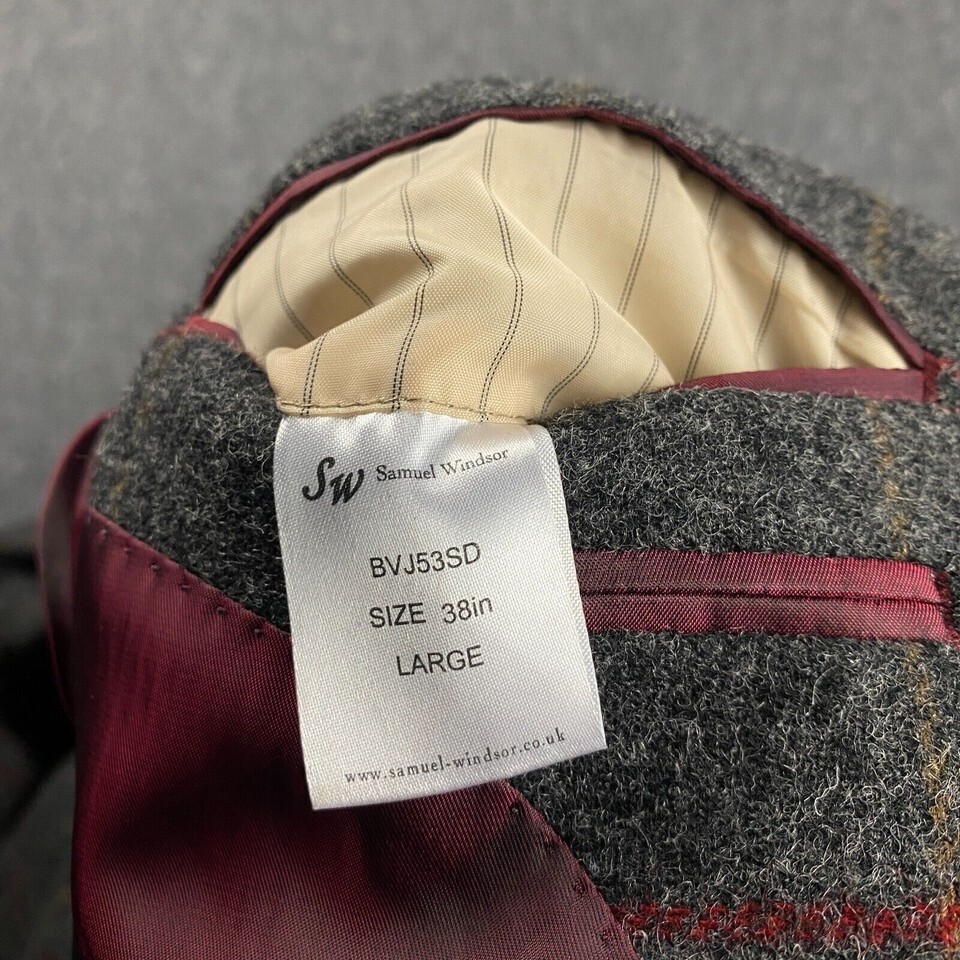 SW Samuel Windsor
BVJ53SD
SIZE 38in
LARGE
www.samuel-windsor.co.uk